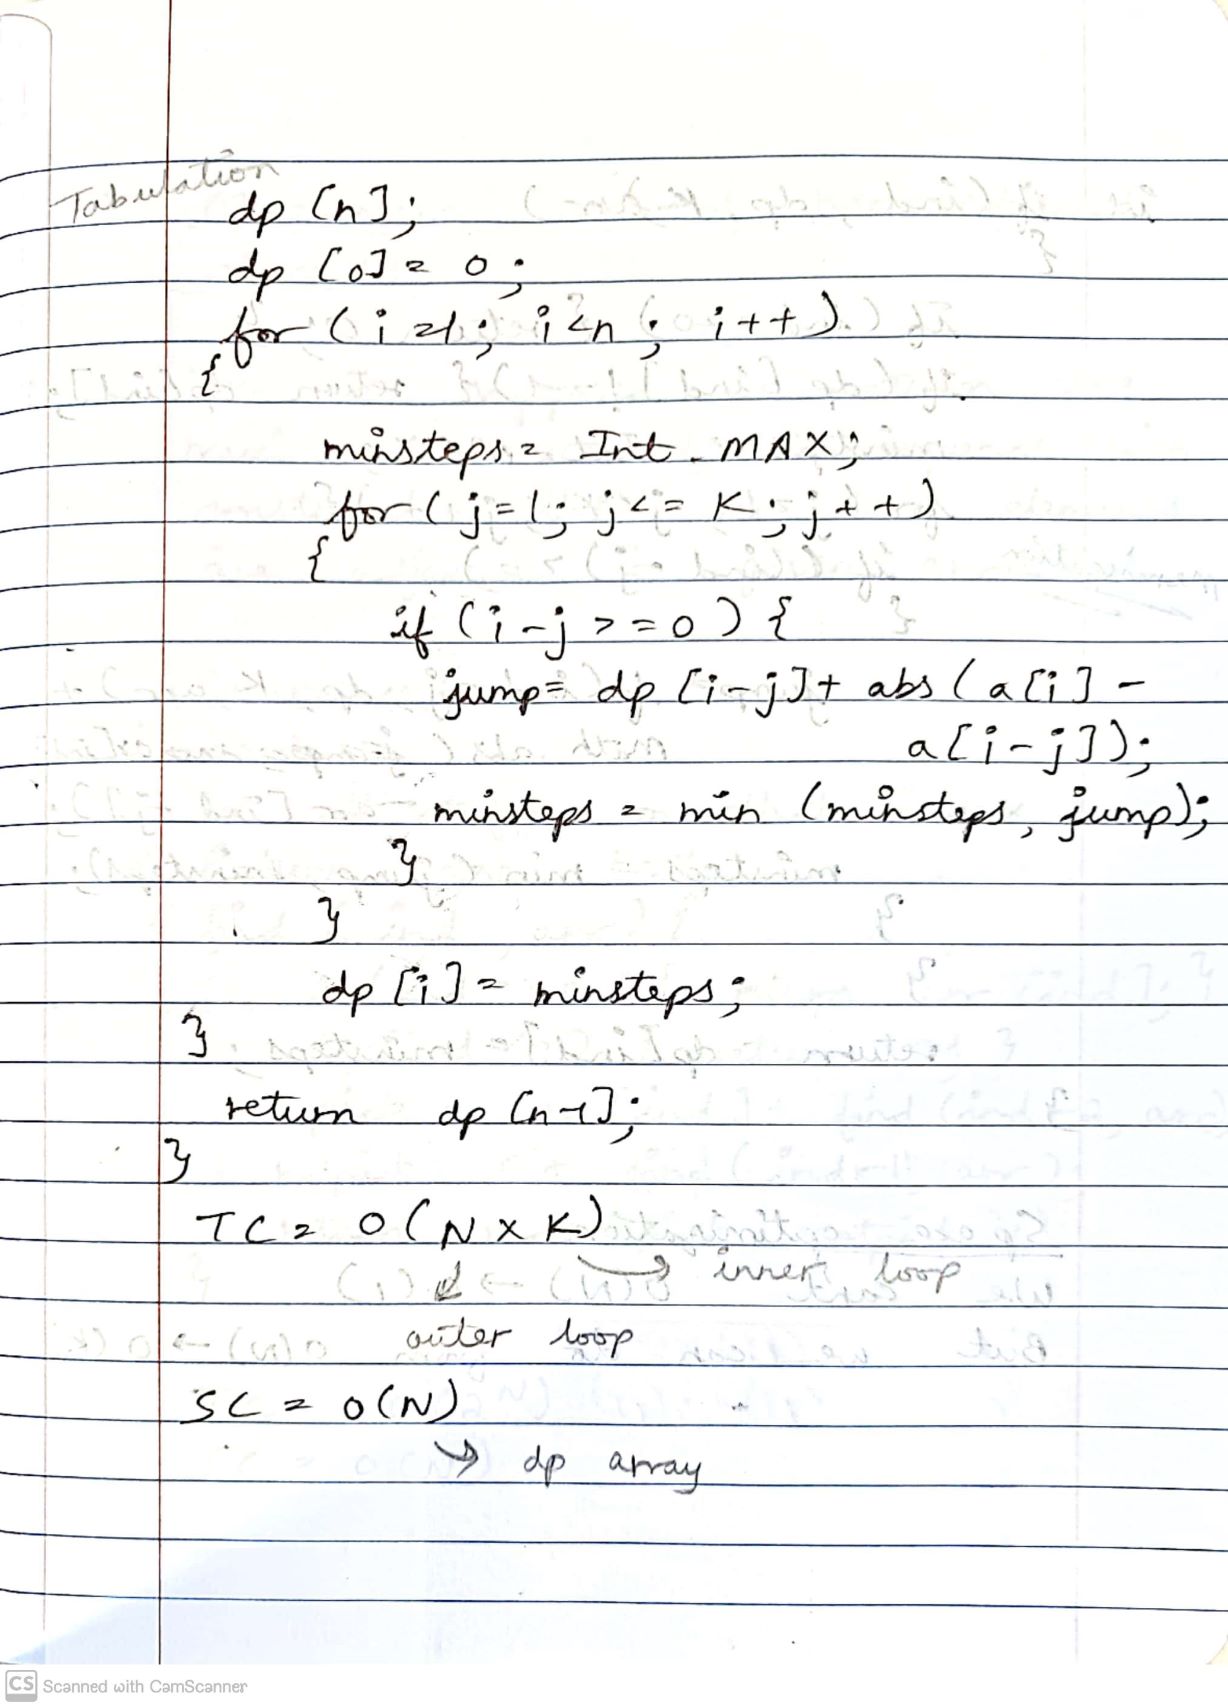 Tabulation
dp [n];
dp [0] = 0;
for (i=1; i<n; i++)
{
minsteps = Int_MAX;
for (j=1; j<=K; j++)
{
if (i-j >=0) {
jump= dp [i-j]+ abs (a[i] -
a[i-j]);
minsteps = min (minsteps, jump);
}
}
dp [i] = minsteps;
}
return dp [n-1];
}
TC = O(N x K)
inner loop
outer loop
SC = O(N)
dp array
CS Scanned with CamScanner